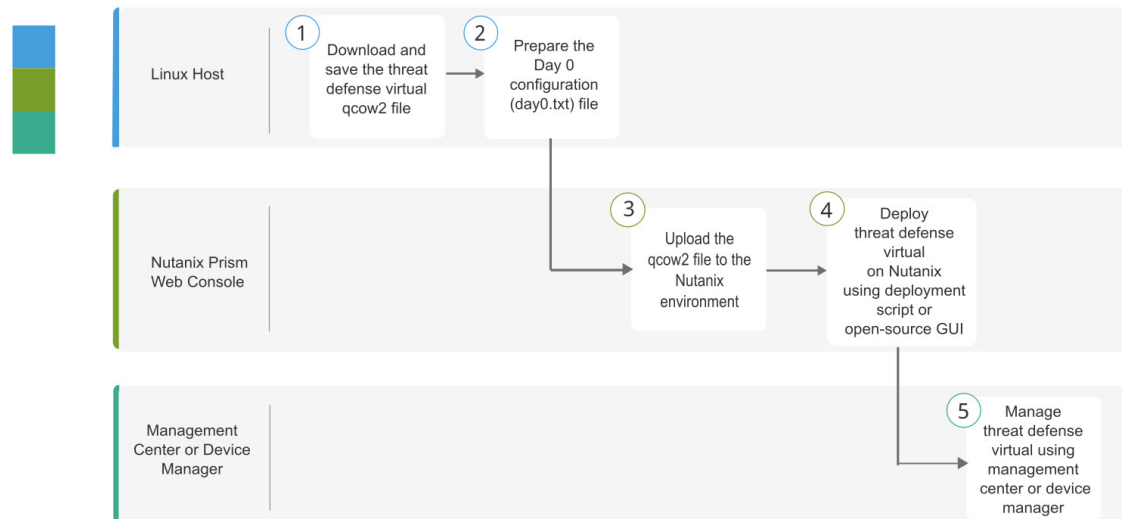 Linux Host
1
Download and
save the threat
defense virtual
qcow2 file
2
Prepare the
Day 0
configuration
(day0.txt) file
Nutanix Prism
Web Console
3
Upload the
qcow2 file to the
Nutanix
environment
4
Deploy
threat defense
virtual
on Nutanix
using deployment
script or
open-source GUI
Management
Center or Device
Manager
5
Manage
threat defense
virtual using
management
center or device
manager